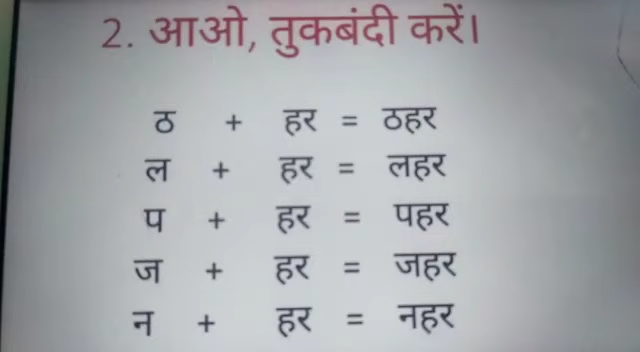 2. आओ, तुकबंदी करें।
ठ + हर = ठहर
ल + हर = लहर
प + हर = पहर
ज + हर = जहर
न + हर = नहर